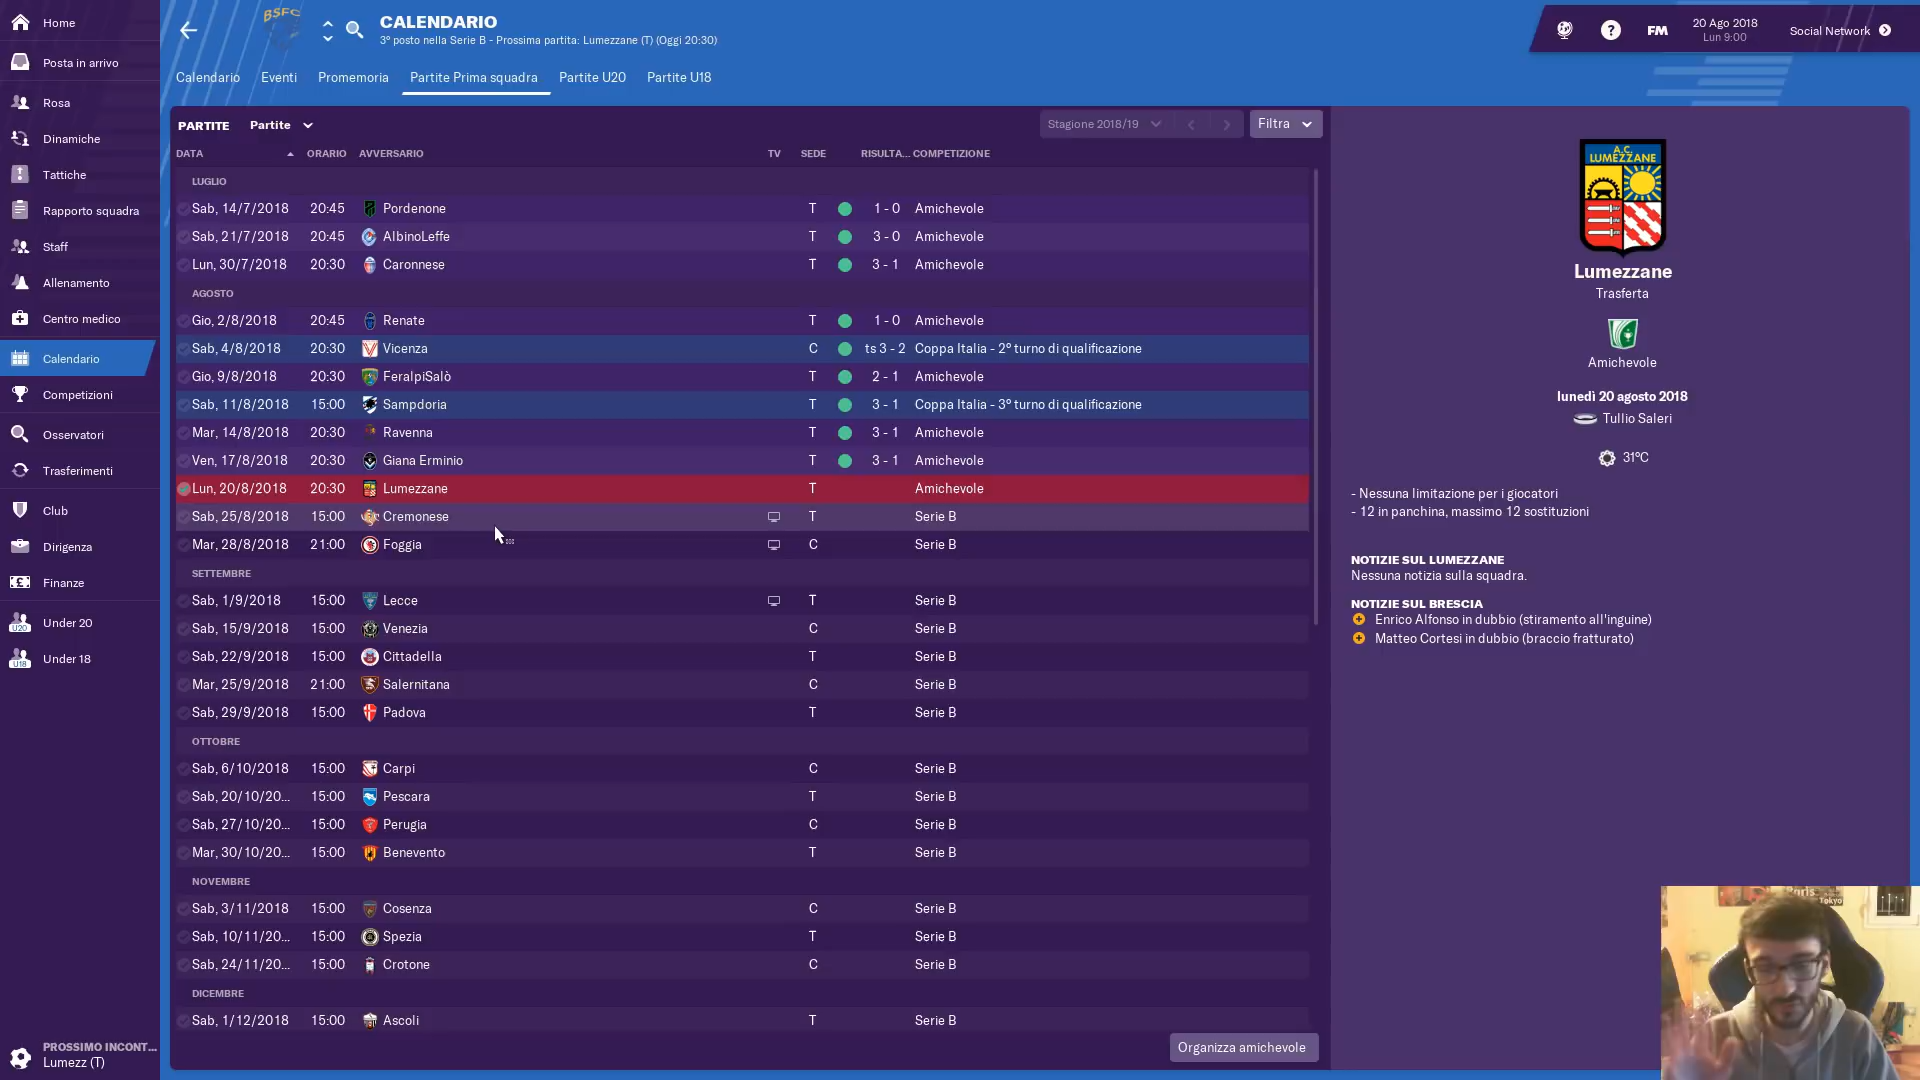 Home
Posta in arrivo
Rosa
Dinamiche
Tattiche
Rapporto squadra
Staff
Allenamento
Centro medico
Calendario
Competizioni
Osservatori
Trasferimenti
Club
Dirigenza
Finanze
U20 Under 20
U18 Under 18
PROSSIMO INCONT...
Lumezz (T)
BSFC
CALENDARIO
3º posto nella Serie B - Prossima partita: Lumezzane (T) (Oggi 20:30)
? FM 20 Ago 2018
Lun 9:00
Social Network
Calendario Eventi Promemoria Partite Prima squadra Partite U20 Partite U18
PARTITE Partite Stagione 2018/19 Filtra
DATA ORARIO AVVERSARIO TV SEDE RISULTA... COMPETIZIONE
LUGLIO
Sab, 14/7/2018 20:45 Pordenone T 1 - 0 Amichevole
Sab, 21/7/2018 20:45 AlbinoLeffe T 3 - 0 Amichevole
Lun, 30/7/2018 20:30 Caronnese T 3 - 1 Amichevole
AGOSTO
Gio, 2/8/2018 20:45 Renate T 1 - 0 Amichevole
Sab, 4/8/2018 20:30 Vicenza C ts 3 - 2 Coppa Italia - 2º turno di qualificazione
Gio, 9/8/2018 20:30 FeralpiSalò T 2 - 1 Amichevole
Sab, 11/8/2018 15:00 Sampdoria T 3 - 1 Coppa Italia - 3º turno di qualificazione
Mar, 14/8/2018 20:30 Ravenna T 3 - 1 Amichevole
Ven, 17/8/2018 20:30 Giana Erminio T 3 - 1 Amichevole
Lun, 20/8/2018 20:30 Lumezzane T Amichevole
Sab, 25/8/2018 15:00 Cremonese T Serie B
Mar, 28/8/2018 21:00 Foggia C Serie B
SETTEMBRE
Sab, 1/9/2018 15:00 Lecce T Serie B
Sab, 15/9/2018 15:00 Venezia C Serie B
Sab, 22/9/2018 15:00 Cittadella T Serie B
Mar, 25/9/2018 21:00 Salernitana C Serie B
Sab, 29/9/2018 15:00 Padova T Serie B
OTTOBRE
Sab, 6/10/2018 15:00 Carpi C Serie B
Sab, 20/10/20... 15:00 Pescara T Serie B
Sab, 27/10/20... 15:00 Perugia C Serie B
Mar, 30/10/20... 15:00 Benevento T Serie B
NOVEMBRE
Sab, 3/11/2018 15:00 Cosenza C Serie B
Sab, 10/11/20... 15:00 Spezia T Serie B
Sab, 24/11/20... 15:00 Crotone C Serie B
DICEMBRE
Sab, 1/12/2018 15:00 Ascoli T Serie B
Organizza amichevole
A.C.
LUMEZZANE
Lumezzane
Trasferta
Amichevole
lunedì 20 agosto 2018
Tullio Saleri
31ºC
- Nessuna limitazione per i giocatori
- 12 in panchina, massimo 12 sostituzioni
NOTIZIE SUL LUMEZZANE
Nessuna notizia sulla squadra.
NOTIZIE SUL BRESCIA
Enrico Alfonso in dubbio (stiramento all'inguine)
Matteo Cortesi in dubbio (braccio fratturato)
Paris
Tokyo